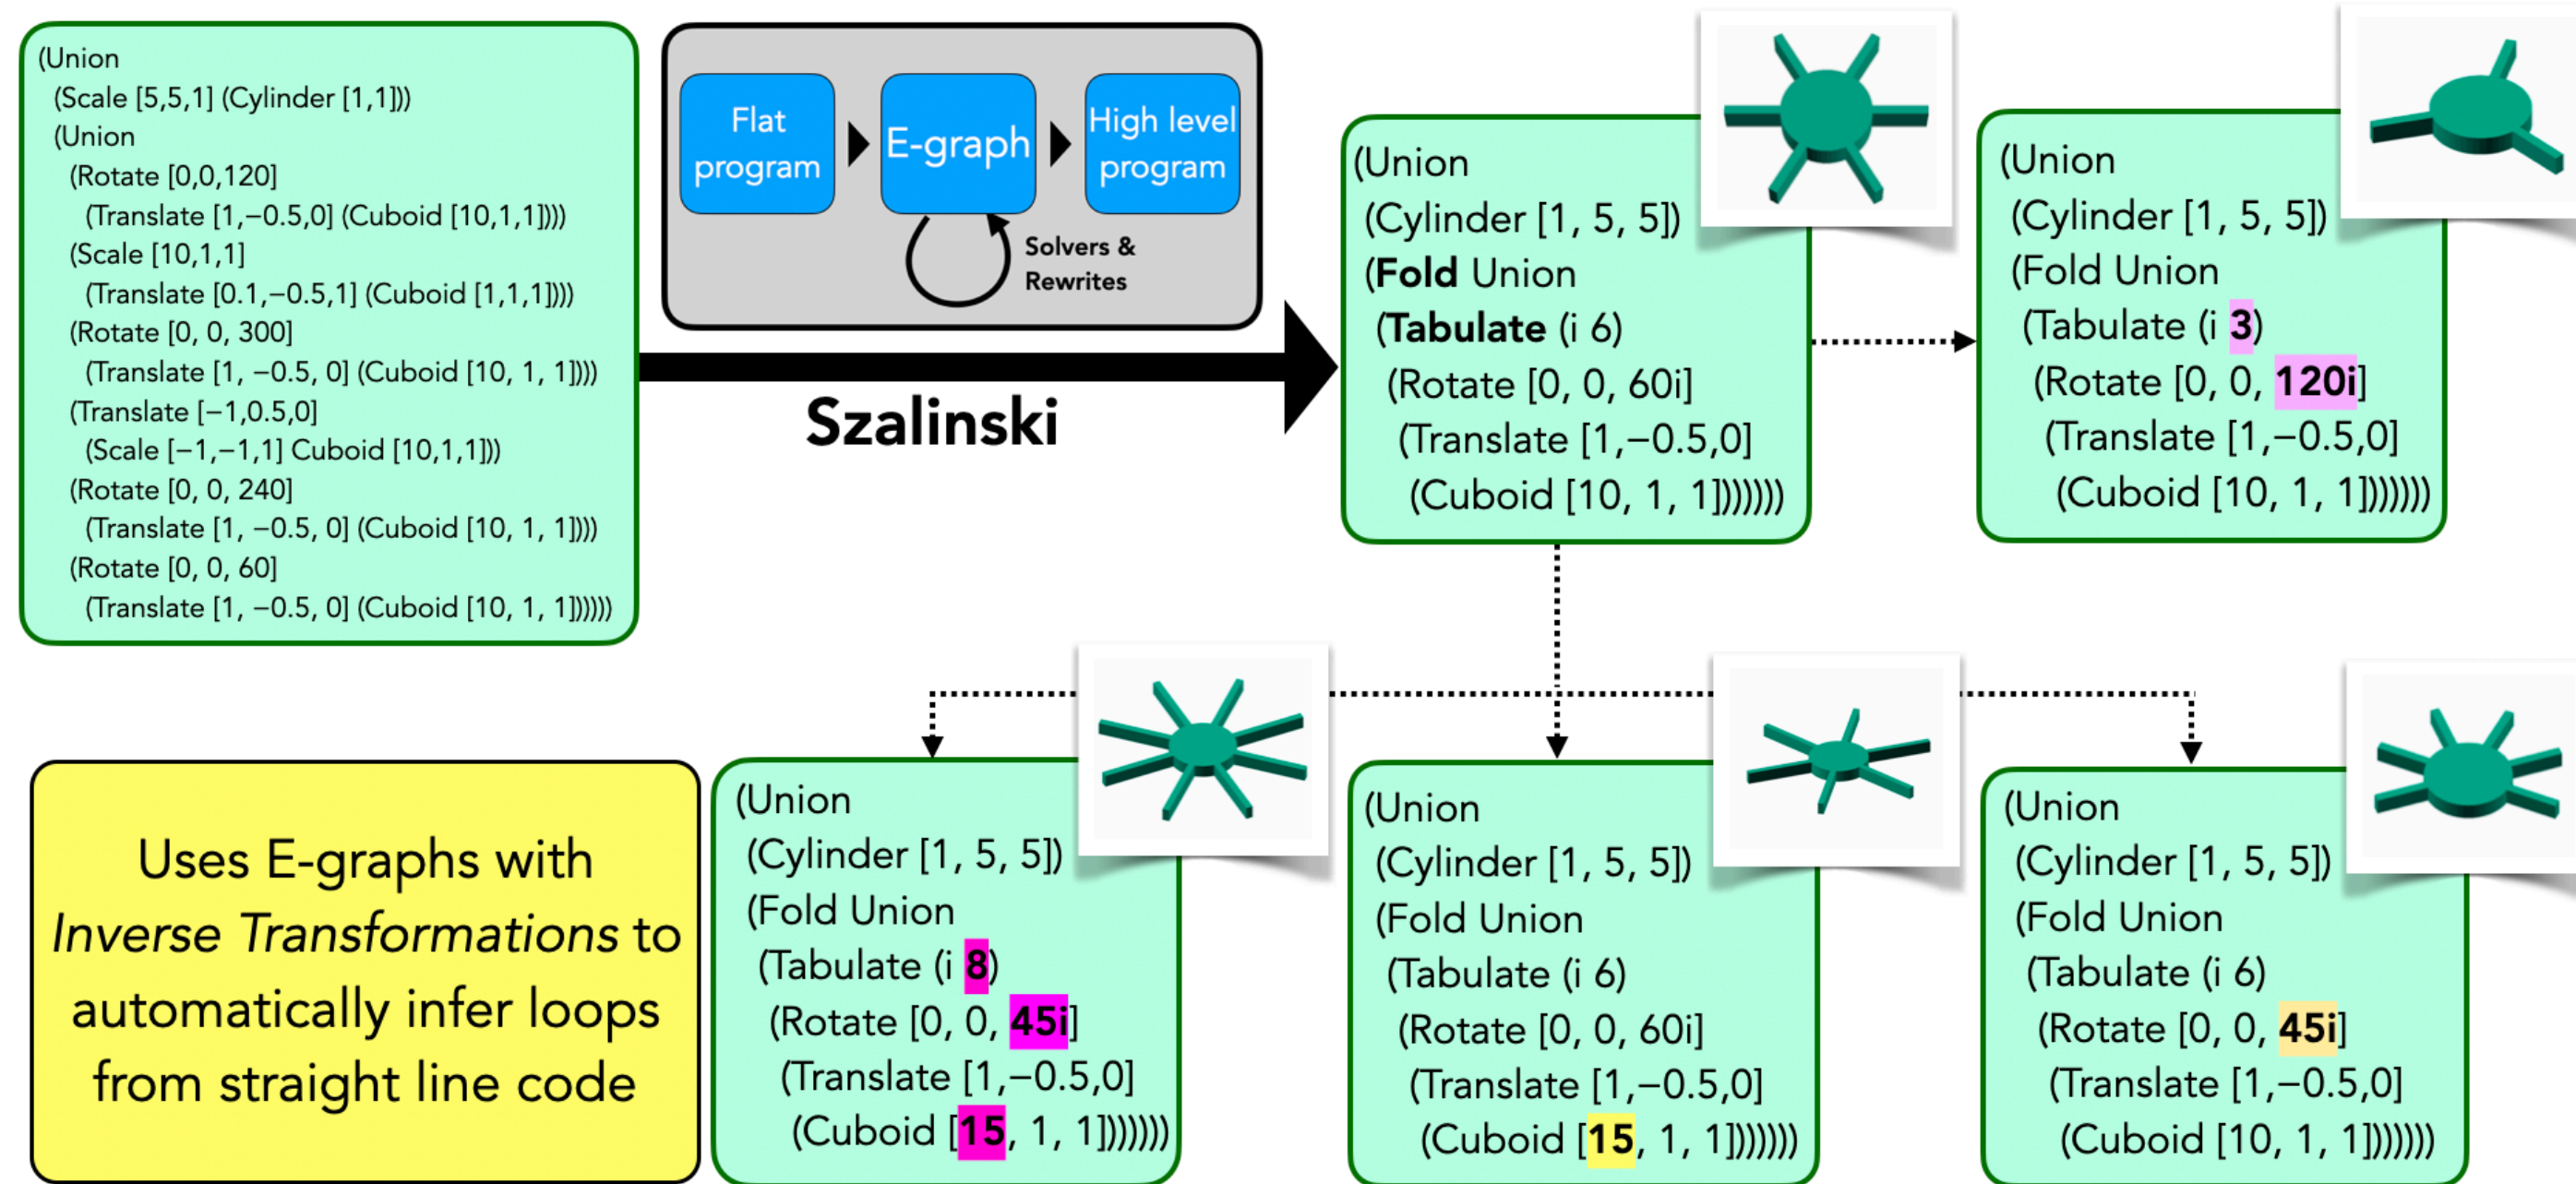 (Union
(Scale [5,5,1] (Cylinder [1,1]))
(Union
(Rotate [0,0,120]
(Translate [1,−0.5,0] (Cuboid [10,1,1])))
(Scale [10,1,1]
(Translate [0.1,−0.5,1] (Cuboid [1,1,1])))
(Rotate [0, 0, 300]
(Translate [1, −0.5, 0] (Cuboid [10, 1, 1])))
(Translate [−1,0.5,0]
(Scale [−1,−1,1] Cuboid [10,1,1]))
(Rotate [0, 0, 240]
(Translate [1, −0.5, 0] (Cuboid [10, 1, 1])))
(Rotate [0, 0, 60]
(Translate [1, −0.5, 0] (Cuboid [10, 1, 1])))))
Flat
program
E-graph
High level
program
Solvers &
Rewrites
Szalinski
(Union
(Cylinder [1, 5, 5])
(Fold Union
(Tabulate (i 6)
(Rotate [0, 0, 60i]
(Translate [1,−0.5,0]
(Cuboid [10, 1, 1]))))))
(Union
(Cylinder [1, 5, 5])
(Fold Union
(Tabulate (i 3)
(Rotate [0, 0, 120i]
(Translate [1,−0.5,0]
(Cuboid [10, 1, 1]))))))
Uses E-graphs with
Inverse Transformations to
automatically infer loops
from straight line code
(Union
(Cylinder [1, 5, 5])
(Fold Union
(Tabulate (i 8)
(Rotate [0, 0, 45i]
(Translate [1,−0.5,0]
(Cuboid [15, 1, 1]))))))
(Union
(Cylinder [1, 5, 5])
(Fold Union
(Tabulate (i 6)
(Rotate [0, 0, 60i]
(Translate [1,−0.5,0]
(Cuboid [15, 1, 1]))))))
(Union
(Cylinder [1, 5, 5])
(Fold Union
(Tabulate (i 6)
(Rotate [0, 0, 45i]
(Translate [1,−0.5,0]
(Cuboid [10, 1, 1]))))))